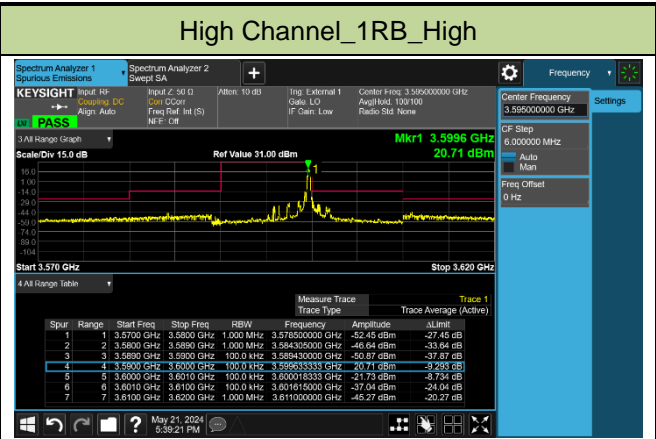 High Channel_1RB_High
Spectrum Analyzer 1
Spurious Emissions
Spectrum Analyzer 2
Swept SA
Frequency
KEYSIGHT
Input: RF
Coupling: DC
Align: Auto
Input Z: 50 Ω
Corr CCorr
Freq Ref: Int (S)
NFE: Off
Atten: 10 dB
Trig: External 1
Gate: LO
IF Gain: Low
Center Freq: 3.595000000 GHz
Avg|Hold: 100/100
Radio Std: None
PASS
Center Frequency
3.595000000 GHz
Settings
CF Step
6.000000 MHz
Auto
Man
Freq Offset
0 Hz
3 All Range Graph
Mkr1 3.5996 GHz
Scale/Div 15.0 dB
Ref Value 31.00 dBm
20.71 dBm
16.0
1.00
-14.0
-29.0
-44.0
-59.0
-74.0
-89.0
-104
1
Start 3.570 GHz
Stop 3.620 GHz
4 All Range Table
Measure Trace Trace 1
Trace Type Trace Average (Active)
Spur Range Start Freq Stop Freq RBW Frequency Amplitude ΔLimit
1 1 3.5700 GHz 3.5800 GHz 1.000 MHz 3.578500000 GHz -52.45 dBm -27.45 dB
2 2 3.5800 GHz 3.5890 GHz 1.000 MHz 3.584305000 GHz -46.64 dBm -33.64 dB
3 3 3.5890 GHz 3.5900 GHz 100.0 kHz 3.589430000 GHz -50.87 dBm -37.87 dB
4 4 3.5900 GHz 3.6000 GHz 100.0 kHz 3.599633333 GHz 20.71 dBm -9.293 dB
5 5 3.6000 GHz 3.6010 GHz 100.0 kHz 3.600018333 GHz -21.73 dBm -8.734 dB
6 6 3.6010 GHz 3.6100 GHz 100.0 kHz 3.601615000 GHz -37.04 dBm -24.04 dB
7 7 3.6100 GHz 3.6200 GHz 1.000 MHz 3.611000000 GHz -45.27 dBm -20.27 dB
May 21, 2024
5:39:21 PM